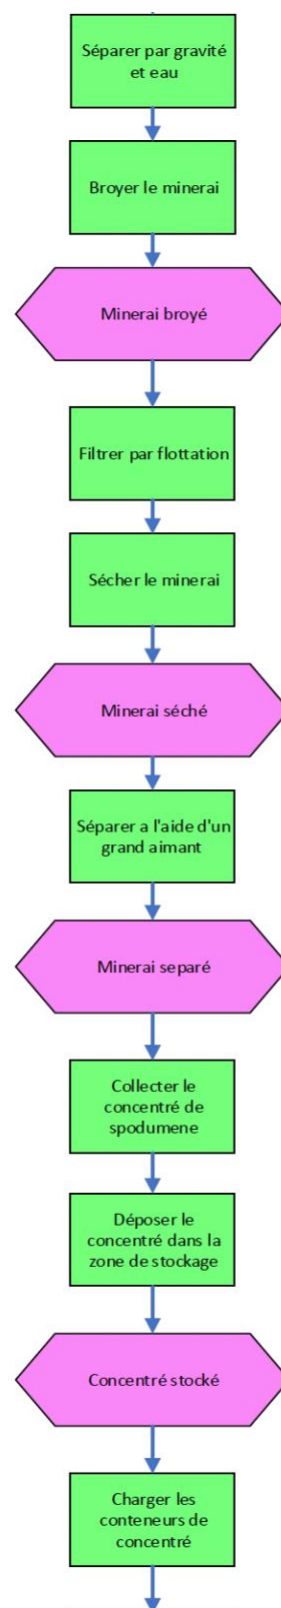 Séparer par gravité
et eau
Broyer le minerai
Minerai broyé
Filtrer par flottation
Sécher le minerai
Minerai séché
Séparer a l'aide d'un
grand aimant
Minerai separé
Collecter le
concentré de
spodumene
Déposer le
concentré dans la
zone de stockage
Concentré stocké
Charger les
conteneurs de
concentré